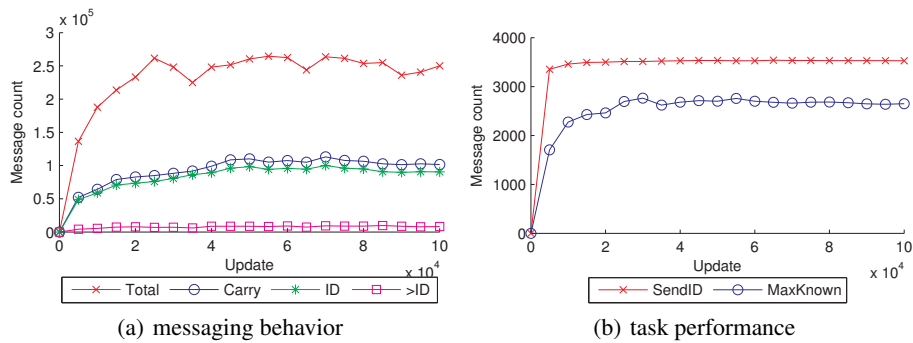 x 10^5
3
2.5
2
1.5
1
0.5
0
Message count
0 2 4 6 8 10
Update
x 10^4
Total Carry ID >ID
(a) messaging behavior
4000
3000
2000
1000
0
Message count
0 2 4 6 8 10
Update
x 10^4
SendID MaxKnown
(b) task performance